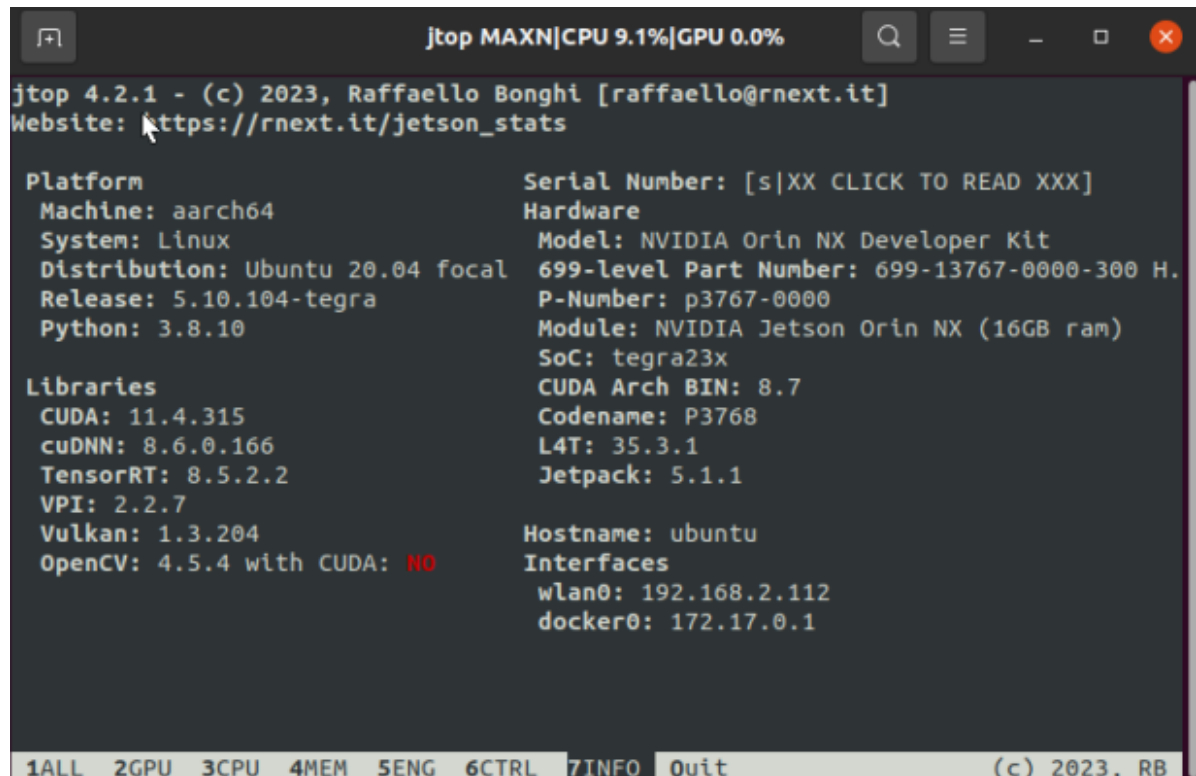 jtop MAXN|CPU 9.1%|GPU 0.0%
jtop 4.2.1 - (c) 2023, Raffaello Bonghi [raffaello@rnext.it]
Website: https://rnext.it/jetson_stats
Platform
Machine: aarch64
System: Linux
Distribution: Ubuntu 20.04 focal
Release: 5.10.104-tegra
Python: 3.8.10
Libraries
CUDA: 11.4.315
cuDNN: 8.6.0.166
TensorRT: 8.5.2.2
VPI: 2.2.7
Vulkan: 1.3.204
OpenCV: 4.5.4 with CUDA: NO
Serial Number: [s|XX CLICK TO READ XXX]
Hardware
Model: NVIDIA Orin NX Developer Kit
699-level Part Number: 699-13767-0000-300 H.
P-Number: p3767-0000
Module: NVIDIA Jetson Orin NX (16GB ram)
SoC: tegra23x
CUDA Arch BIN: 8.7
Codename: P3768
L4T: 35.3.1
Jetpack: 5.1.1
Hostname: ubuntu
Interfaces
wlan0: 192.168.2.112
docker0: 172.17.0.1
1ALL 2GPU 3CPU 4MEM 5ENG 6CTRL 7INFO Quit (c) 2023, RB